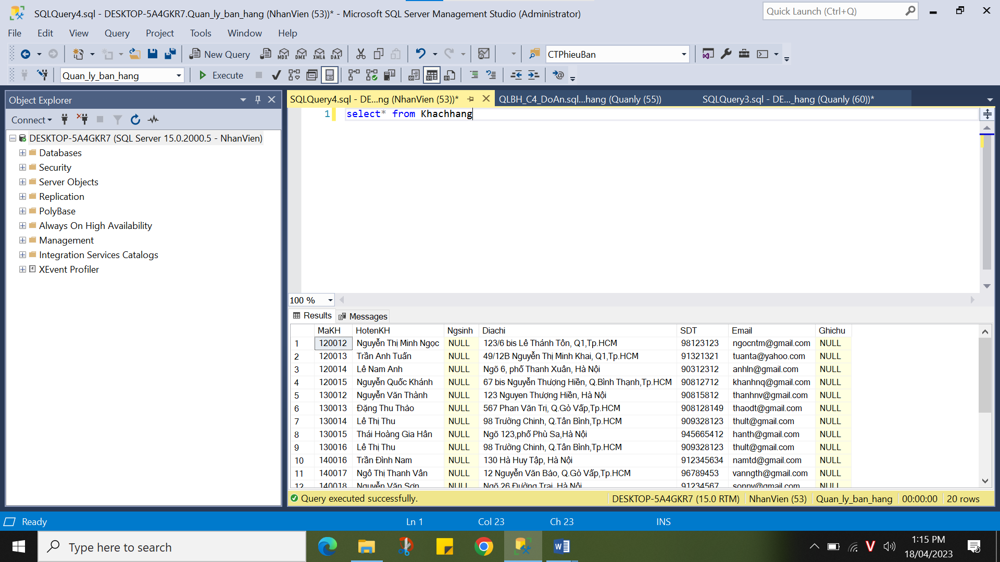 SQLQuery4.sql - DESKTOP-5A4GKR7.Quan_ly_ban_hang (NhanVien (53))* - Microsoft SQL Server Management Studio (Administrator)
Quick Launch (Ctrl+Q)
File Edit View Query Project Tools Window Help
New Query MDX DMX XMLA DAX CTPhieuBan
Quan_ly_ban_hang Execute
Object Explorer
Connect
DESKTOP-5A4GKR7 (SQL Server 15.0.2000.5 - NhanVien)
Databases
Security
Server Objects
Replication
PolyBase
Always On High Availability
Management
Integration Services Catalogs
XEvent Profiler
SQLQuery4.sql - DE...ng (NhanVien (53))* QLBH_C4_DoAn.sql...hang (Quanly (55)) SQLQuery3.sql - DE..._hang (Quanly (60))*
1 select* from Khachhang
100 %
Results Messages
MaKH HotenKH Ngsinh Diachi SDT Email Ghichu
1 120012 Nguyễn Thị Minh Ngọc NULL 123/6 bis Lê Thánh Tôn, Q1,Tp.HCM 98123123 ngocntm@gmail.com NULL
2 120013 Trần Anh Tuấn NULL 49/12B Nguyễn Thị Minh Khai, Q1,Tp.HCM 91321321 tuanta@yahoo.com NULL
3 120014 Lê Nam Anh NULL Ngõ 6, phố Thanh Xuân, Hà Nội 90312312 anhln@gmail.com NULL
4 120015 Nguyễn Quốc Khánh NULL 67 bis Nguyễn Thượng Hiền, Q.Bình Thạnh,Tp.HCM 90812712 khanhnq@gmail.com NULL
5 130012 Nguyễn Văn Thành NULL 123 Nguyen Thượng Hiền, Hà Nội 90815812 thanhnv@gmail.com NULL
6 130013 Đặng Thu Thảo NULL 567 Phan Văn Trị, Q.Gò Vấp,Tp.HCM 908128149 thaodt@gmail.com NULL
7 130014 Lê Thị Thu NULL 98 Trường Chinh, Q.Tân Bình,Tp.HCM 909328123 thult@gmail.com NULL
8 130015 Thái Hoàng Gia Hân NULL Ngõ 123,phố Phù Sa,Hà Nội 945665412 hanth@gmail.com NULL
9 130016 Lê Thị Thu NULL 98 Trường Chinh, Q.Tân Bình,Tp.HCM 909328123 thult@gmail.com NULL
10 140016 Trần Đình Nam NULL 130 Hà Huy Tập, Hà Nội 912345634 namtd@gmail.com NULL
11 140017 Ngô Thị Thanh Vân NULL 12 Nguyễn Văn Bảo, Q.Gò Vấp,Tp.HCM 96789453 vanngth@gmail.com NULL
12 140018 Nguyễn Văn Sơn NULL Ngõ 26 Đường Trại, Hà Nội 91234567 sonnv@gmail.com NULL
Query executed successfully. DESKTOP-5A4GKR7 (15.0 RTM) NhanVien (53) Quan_ly_ban_hang 00:00:00 20 rows
Ready Ln 1 Col 23 Ch 23 INS
Type here to search
1:15 PM
18/04/2023